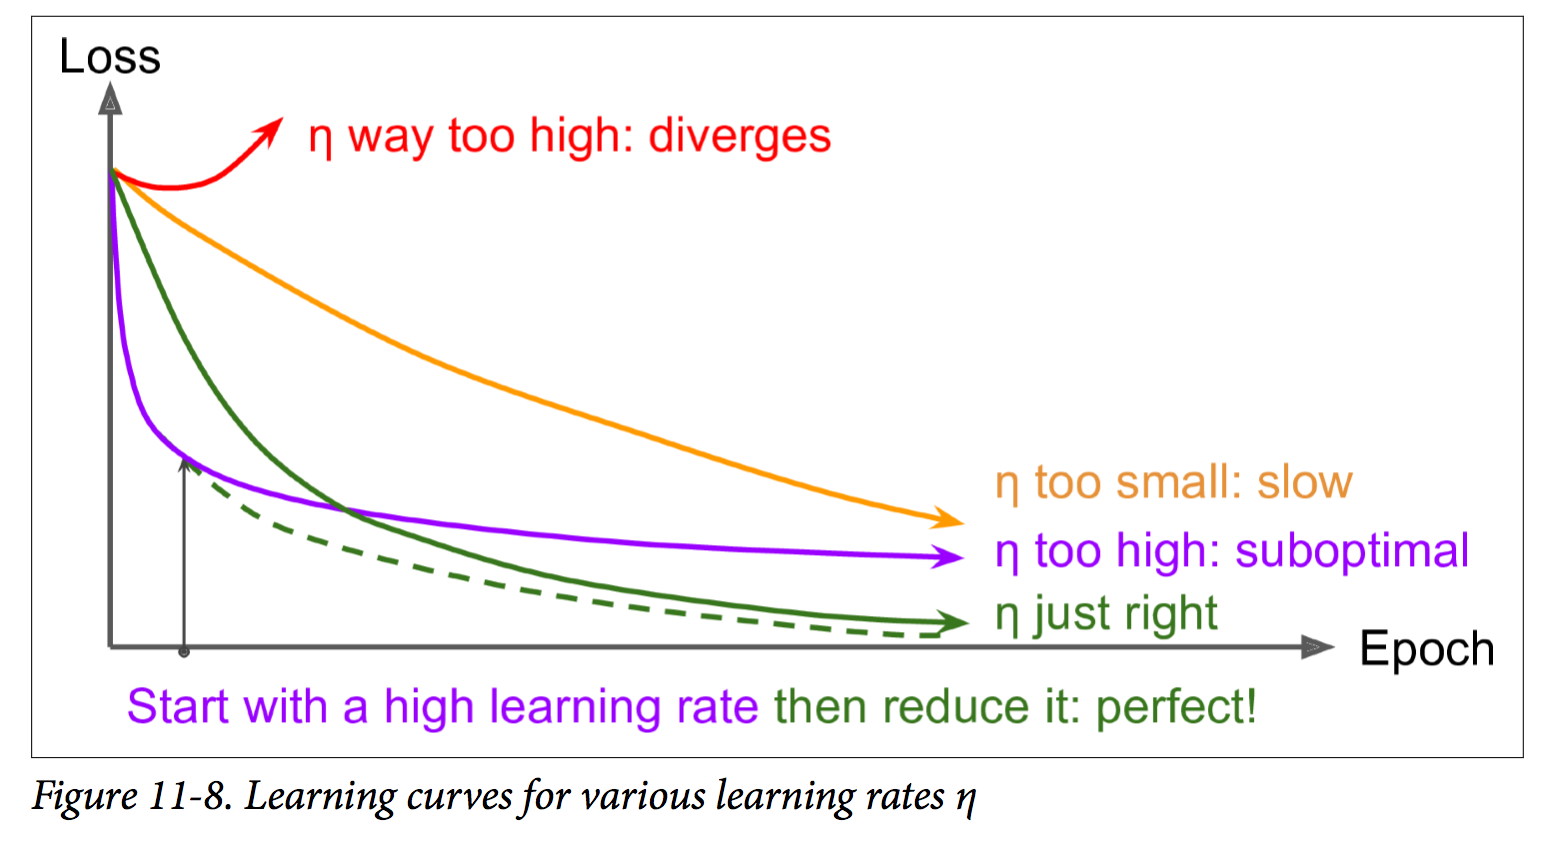 Loss
η way too high: diverges
η too small: slow
η too high: suboptimal
η just right
Epoch
Start with a high learning rate then reduce it: perfect!
Figure 11-8. Learning curves for various learning rates η